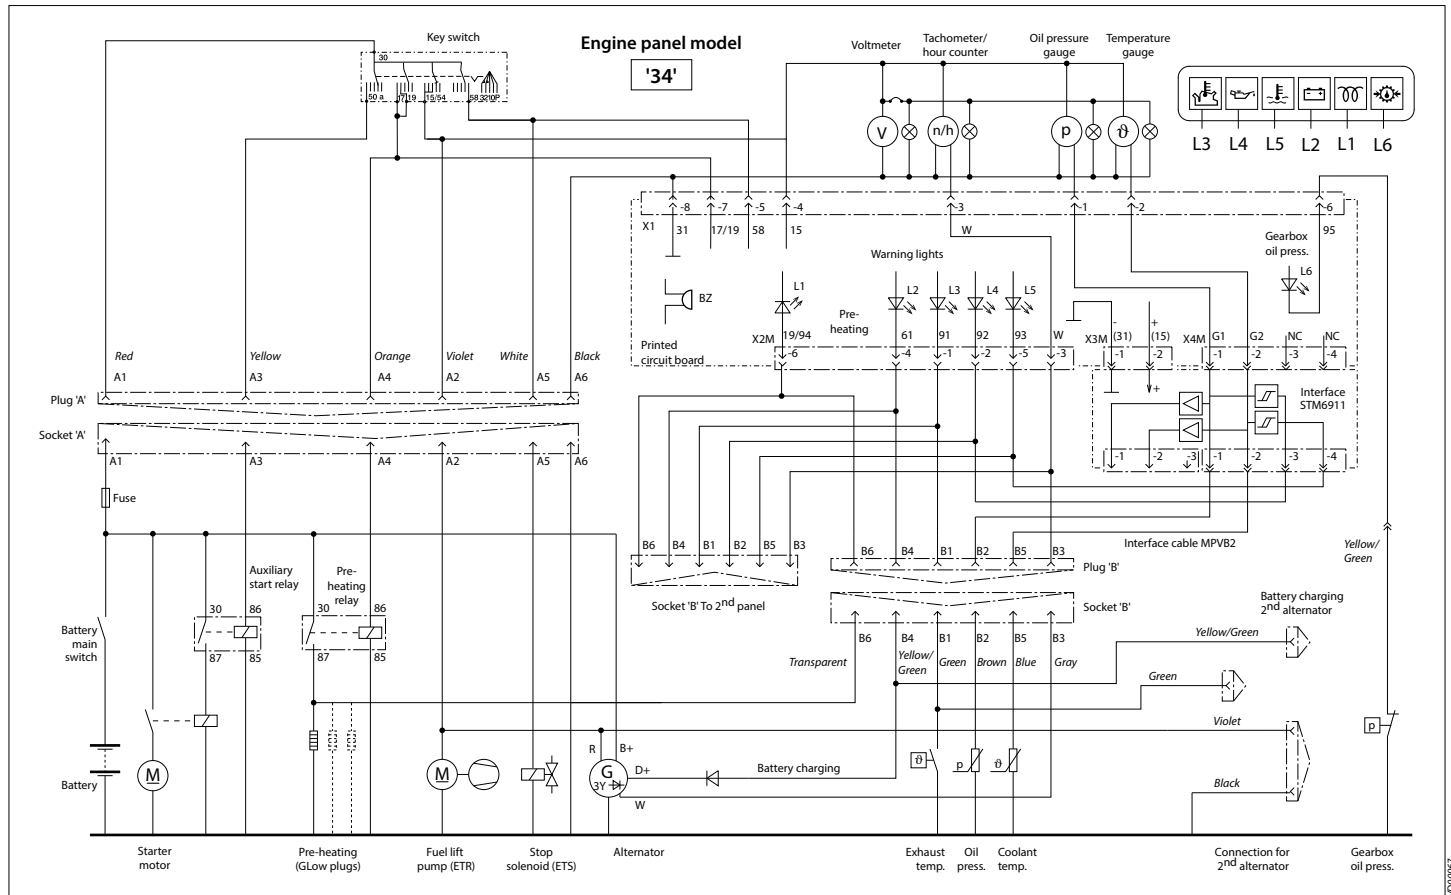 Key switch
30
50 a
17 19
15/54
58 3210P
Engine panel model
'34'
Voltmeter
Tachometer/
hour counter
Oil pressure
gauge
Temperature
gauge
V
n/h
p
ϑ
L3 L4 L5 L2 L1 L6
X1
-8 -7 -5 -4 -3 -1 -2 -6
31 17/19 58 15 W 95
Gearbox
oil press.
L6
Warning lights
BZ
L1 L2 L3 L4 L5
Pre-
heating
Printed
circuit board
X2M 19/94 61 91 92 93 W
-6 -4 -1 -2 -5 -3
X3M
-
(31)
+
(15)
-1 -2
X4M G1 G2 NC NC
-1 -2 -3 -4
+
Interface
STM6911
-1 -2 -3 -1 -2 -3 -4
Red Yellow Orange Violet White Black
A1 A3 A4 A2 A5 A6
Plug 'A'
Socket 'A'
A1 A3 A4 A2 A5 A6
Fuse
B6 B4 B1 B2 B5 B3
Socket 'B' To 2nd panel
B6 B4 B1 B2 B5 B3
Plug 'B'
Interface cable MPVB2
Socket 'B'
B6 B4 B1 B2 B5 B3
Transparent
Yellow/
Green
Green
Brown
Blue
Gray
Yellow/
Green
Battery charging
2nd alternator
Yellow/Green
Green
Violet
Black
Auxiliary
start relay
30 86
87 85
Pre-
heating
relay
30 86
87 85
Battery
main
switch
Battery
M
M
R B+
G
3Y
D+
W
Battery charging
ϑ
p
ϑ
p
Starter
motor
Pre-heating
(GLow plugs)
Fuel lift
pump (ETR)
Stop
solenoid (ETS)
Alternator
Exhaust
temp.
Oil
press.
Coolant
temp.
Connection for
2nd alternator
Gearbox
oil press.